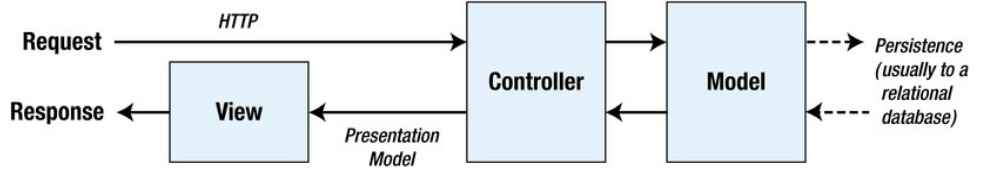 HTTP
Request
Controller
Model
Persistence
(usually to a
relational
database)
Response
View
Presentation
Model